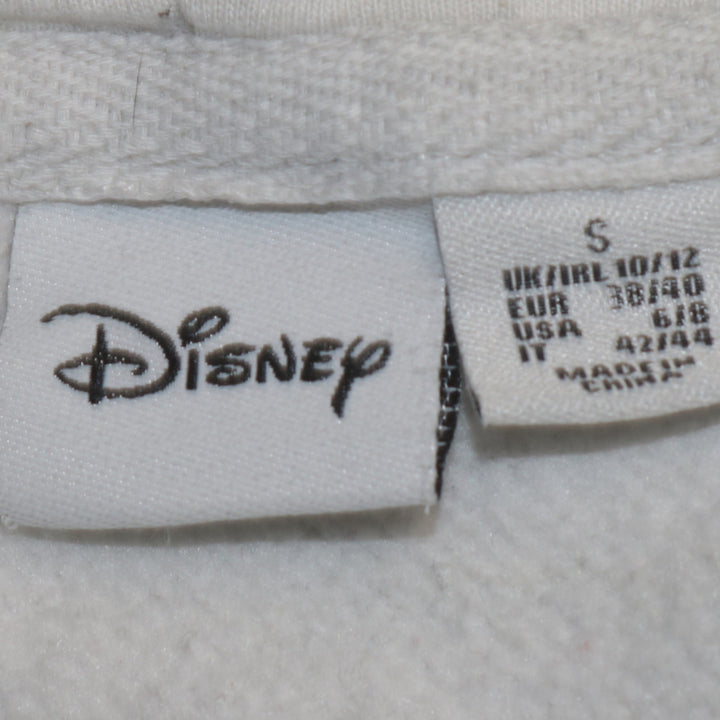 Disney
S
UK/IRL 10/12
EUR 38/40
USA 6/8
IT 42/44
MADE IN
CHINA